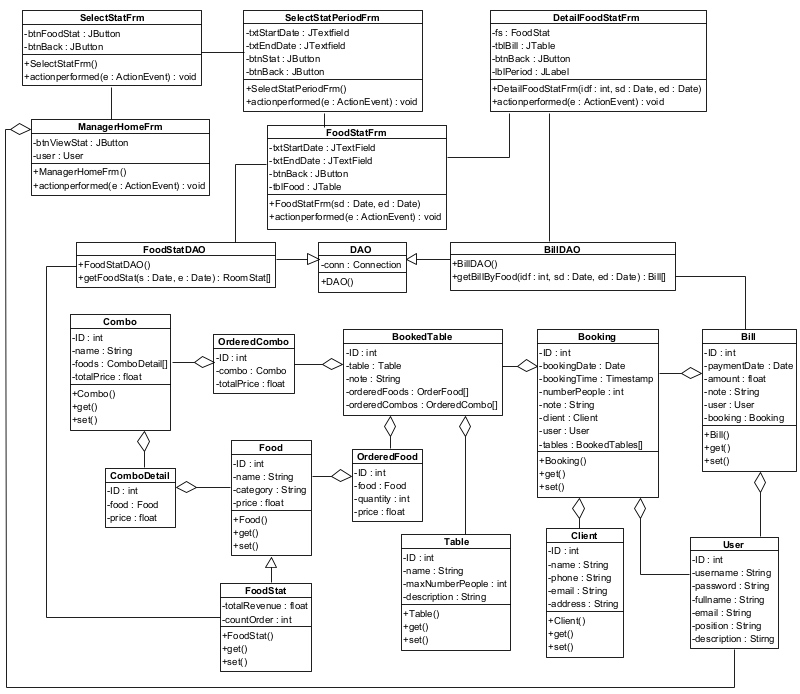 SelectStatFrm
-btnFoodStat : JButton
-btnBack : JButton
+SelectStatFrm()
+actionperformed(e : ActionEvent) : void
SelectStatPeriodFrm
-txtStartDate : JTextfield
-txtEndDate : JTextfield
-btnStat : JButton
-btnBack : JButton
+SelectStatPeriodFrm()
+actionperformed(e : ActionEvent) : void
DetailFoodStatFrm
-fs : FoodStat
-tblBill : JTable
-btnBack : JButton
-lblPeriod : JLabel
+DetailFoodStatFrm(idf : int, sd : Date, ed : Date)
+actionperformed(e : ActionEvent) : void
ManagerHomeFrm
-btnViewStat : JButton
-user : User
+ManagerHomeFrm()
+actionperformed(e : ActionEvent) : void
FoodStatFrm
-txtStartDate : JTextField
-txtEndDate : JTextField
-btnBack : JButton
-tblFood : JTable
+FoodStatFrm(sd : Date, ed : Date)
+actionperformed(e : ActionEvent) : void
FoodStatDAO
+FoodStatDAO()
+getFoodStat(s : Date, e : Date) : RoomStat[]
DAO
-conn : Connection
+DAO()
BillDAO
+BillDAO()
+getBillByFood(idf : int, sd : Date, ed : Date) : Bill[]
Combo
-ID : int
-name : String
-foods : ComboDetail[]
-totalPrice : float
+Combo()
+get()
+set()
OrderedCombo
-ID : int
-combo : Combo
-totalPrice : float
BookedTable
-ID : int
-table : Table
-note : String
-orderedFoods : OrderFood[]
-orderedCombos : OrderedCombo[]
Booking
-ID : int
-bookingDate : Date
-bookingTime : Timestamp
-numberPeople : int
-note : String
-client : Client
-user : User
-tables : BookedTables[]
+Booking()
+get()
+set()
Bill
-ID : int
-paymentDate : Date
-amount : float
-note : String
-user : User
-booking : Booking
+Bill()
+get()
+set()
ComboDetail
-ID : int
-food : Food
-price : float
Food
-ID : int
-name : String
-category : String
-price : float
+Food()
+get()
+set()
OrderedFood
-ID : int
-food : Food
-quantity : int
-price : float
Table
-ID : int
-name : String
-maxNumberPeople : int
-description : String
+Table()
+get()
+set()
Client
-ID : int
-name : String
-phone : String
-email : String
-address : String
+Client()
+get()
+set()
User
-ID : int
-username : String
-password : String
-fullname : String
-email : String
-position : String
-description : Stirng
FoodStat
-totalRevenue : float
-countOrder : int
+FoodStat()
+get()
+set()